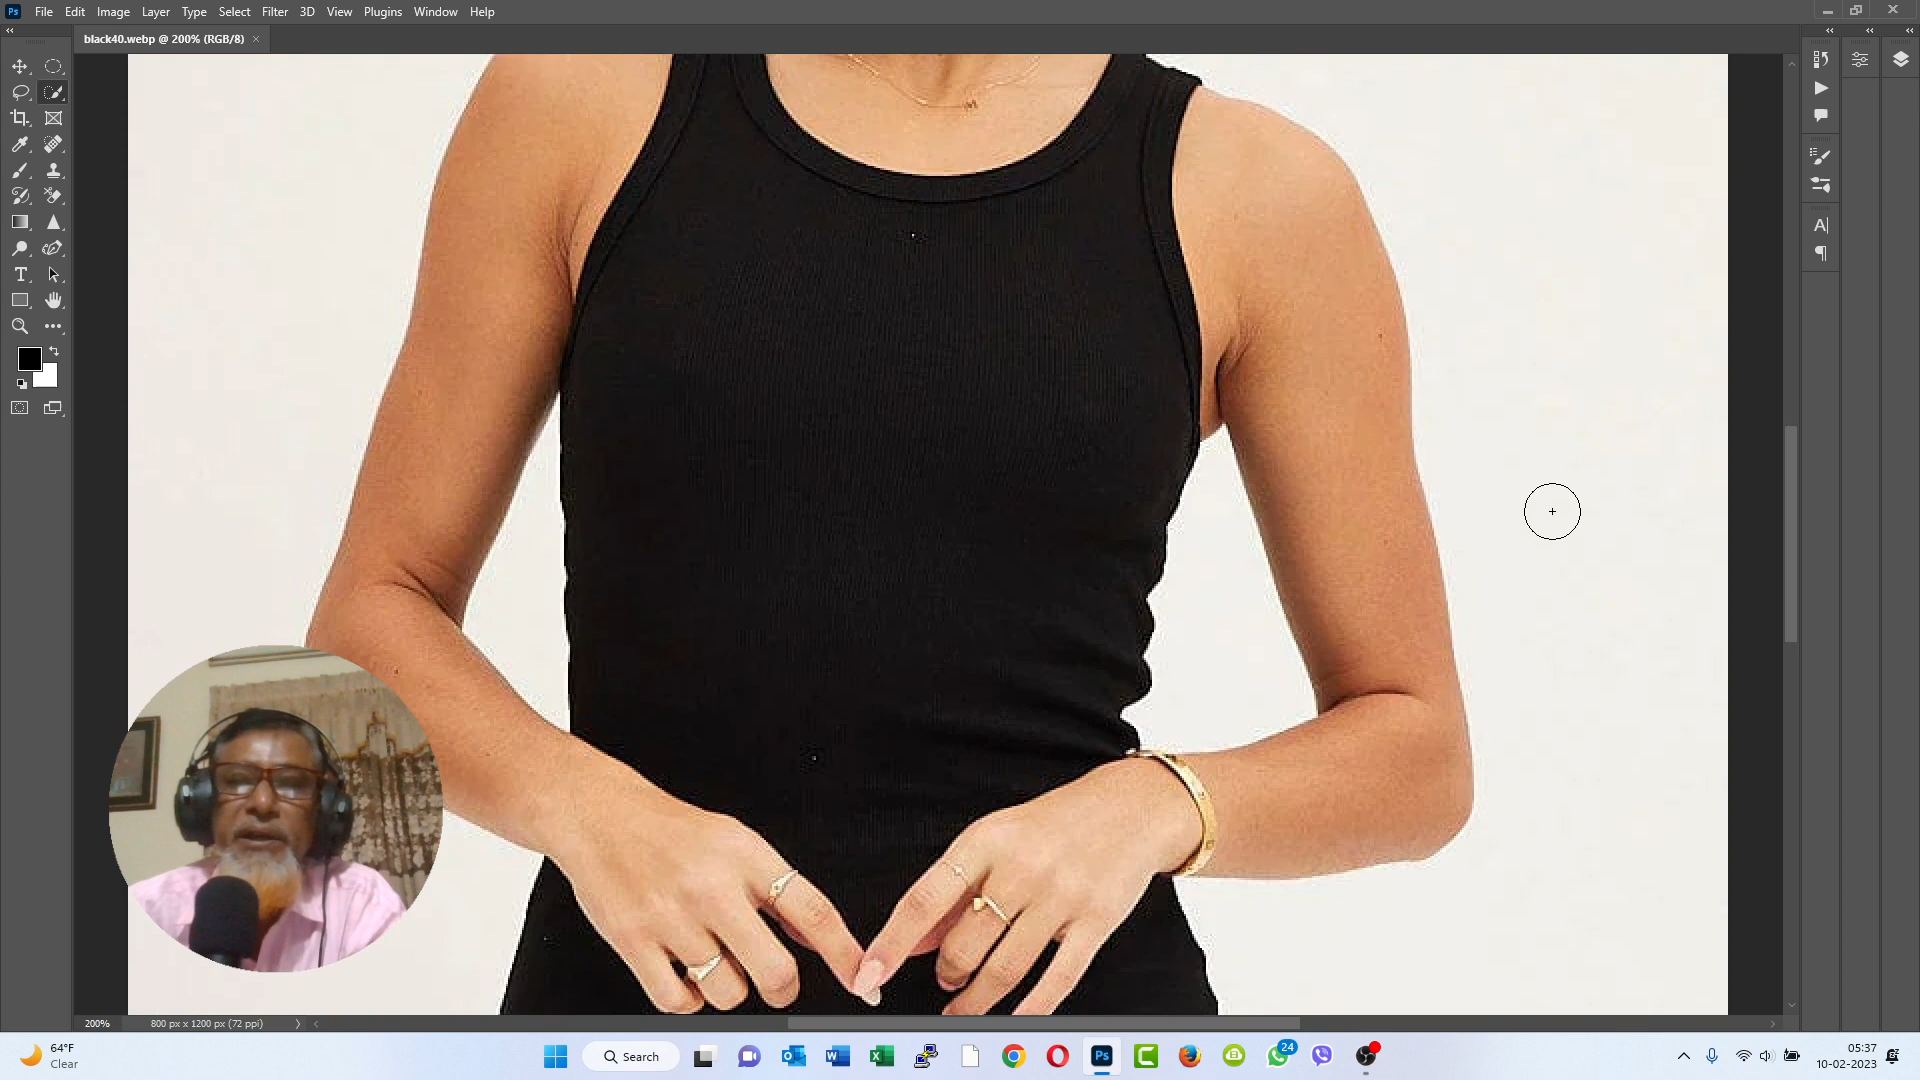 Ps File Edit Image Layer Type Select Filter 3D View Plugins Window Help
black40.webp @ 200% (RGB/8) ×
200% 800 px x 1200 px (72 ppi)
64°F
Clear
Search
24
05:37
10-02-2023